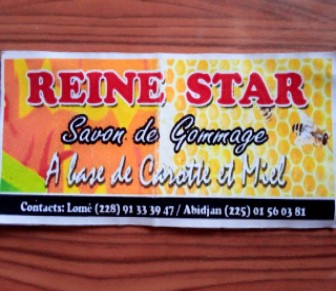 REINE STAR
Savon de Gommage
A base de Carotte et Miel
Contacts: Lomé (228) 91 33 39 47 / Abidjan (225) 01 56 03 81